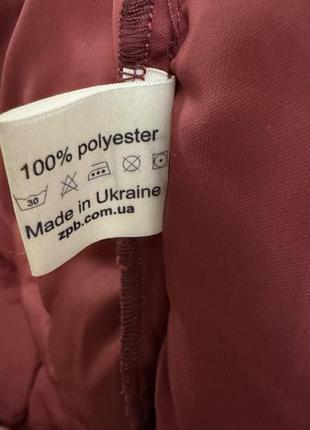 100% polyester
30
Made in Ukraine
zpb.com.ua